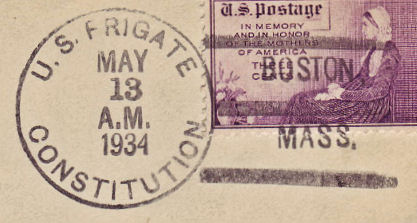 U.S. FRIGATE
MAY
13
A.M.
1934
CONSTITUTION
U.S. Postage
IN MEMORY
AND IN HONOR
OF THE MOTHERS
OF AMERICA
BOSTON
MASS.